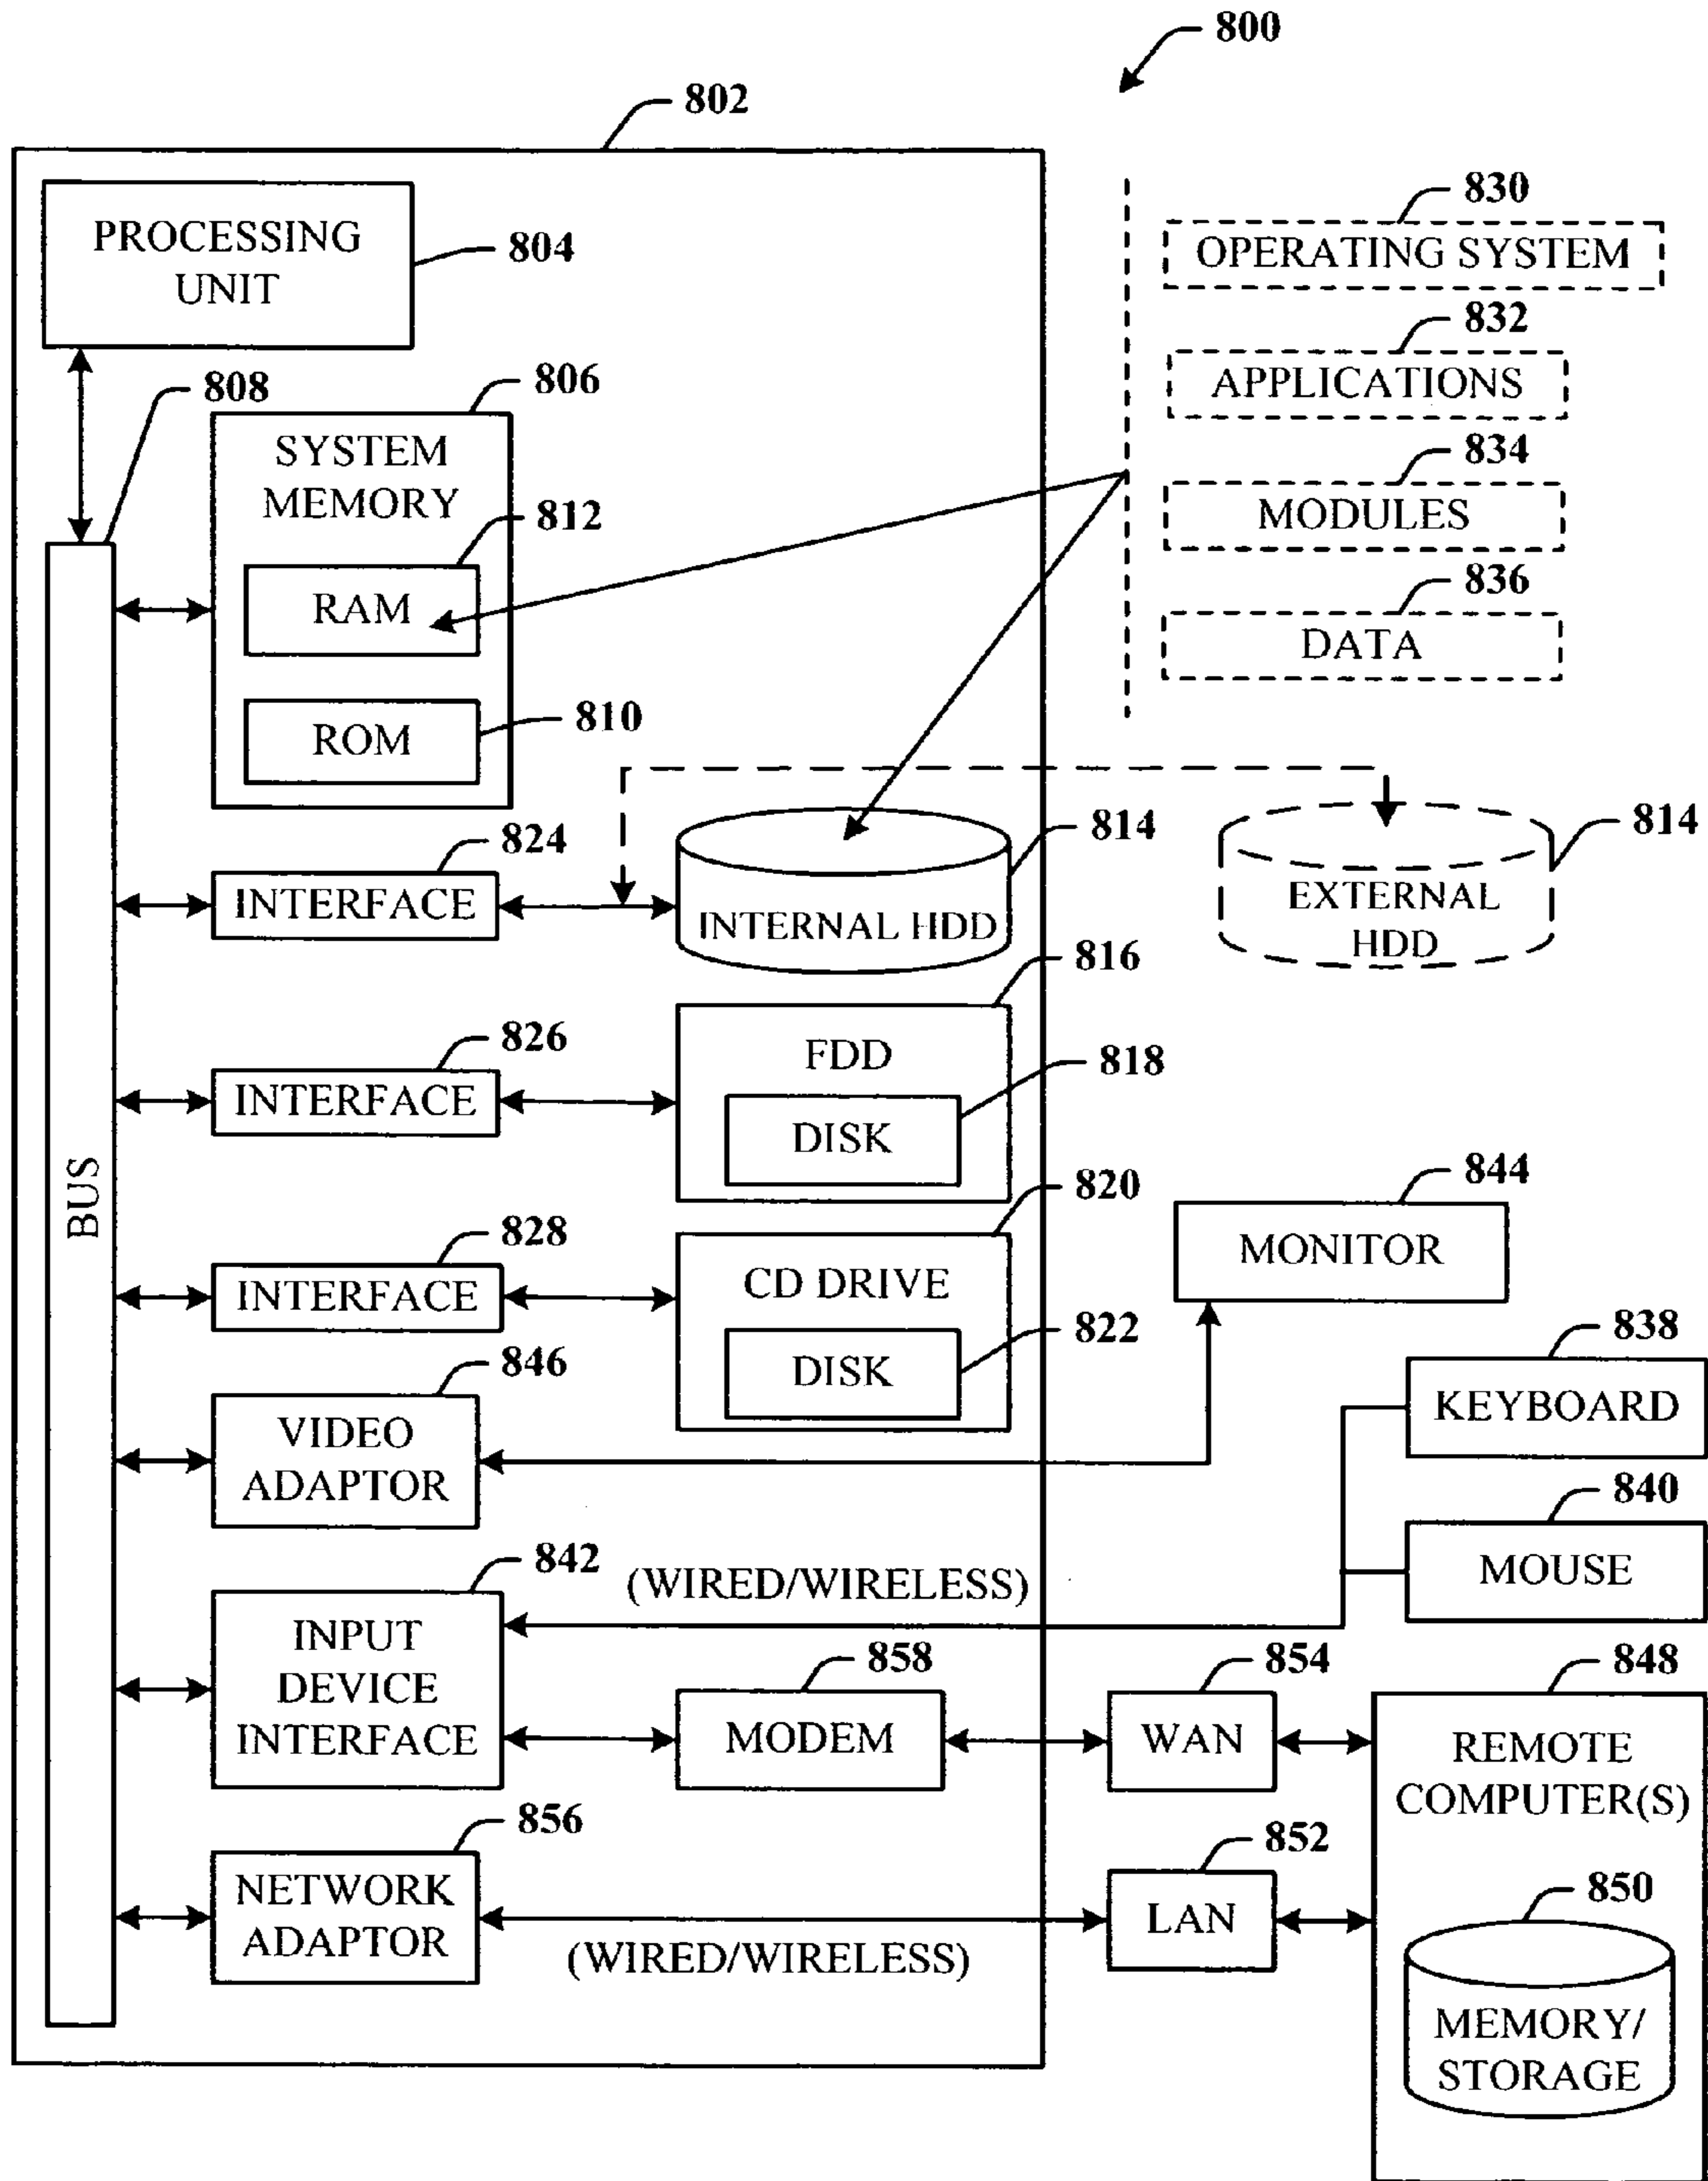 800
802
PROCESSING
UNIT
804
830
OPERATING SYSTEM
832
APPLICATIONS
834
MODULES
836
DATA
808
806
SYSTEM
MEMORY
812
RAM
810
ROM
BUS
824
INTERFACE
814
INTERNAL HDD
814
EXTERNAL
HDD
826
INTERFACE
816
FDD
818
DISK
828
INTERFACE
820
CD DRIVE
822
DISK
844
MONITOR
846
VIDEO
ADAPTOR
838
KEYBOARD
840
MOUSE
842
INPUT
DEVICE
INTERFACE
(WIRED/WIRELESS)
858
MODEM
854
WAN
848
REMOTE
COMPUTER(S)
856
NETWORK
ADAPTOR
(WIRED/WIRELESS)
852
LAN
850
MEMORY/
STORAGE